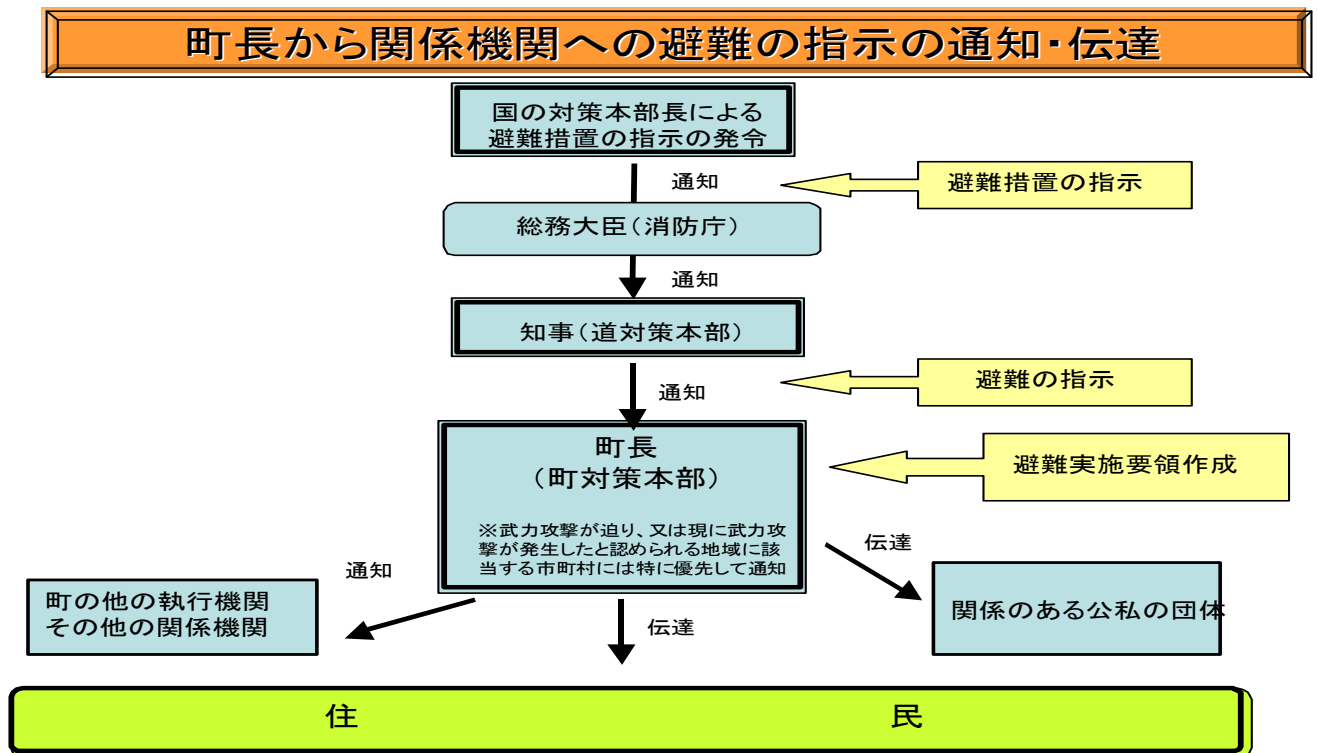 町長から関係機関への避難の指示の通知・伝達
国の対策本部長による
避難措置の指示の発令
通知
避難措置の指示
総務大臣(消防庁)
通知
知事(道対策本部)
通知
避難の指示
町長
(町対策本部)
※武力攻撃が迫り、又は現に武力攻
撃が発生したと認められる地域に該
当する市町村には特に優先して通知
避難実施要領作成
通知
伝達
町の他の執行機関
その他の関係機関
伝達
関係のある公私の団体
住 民